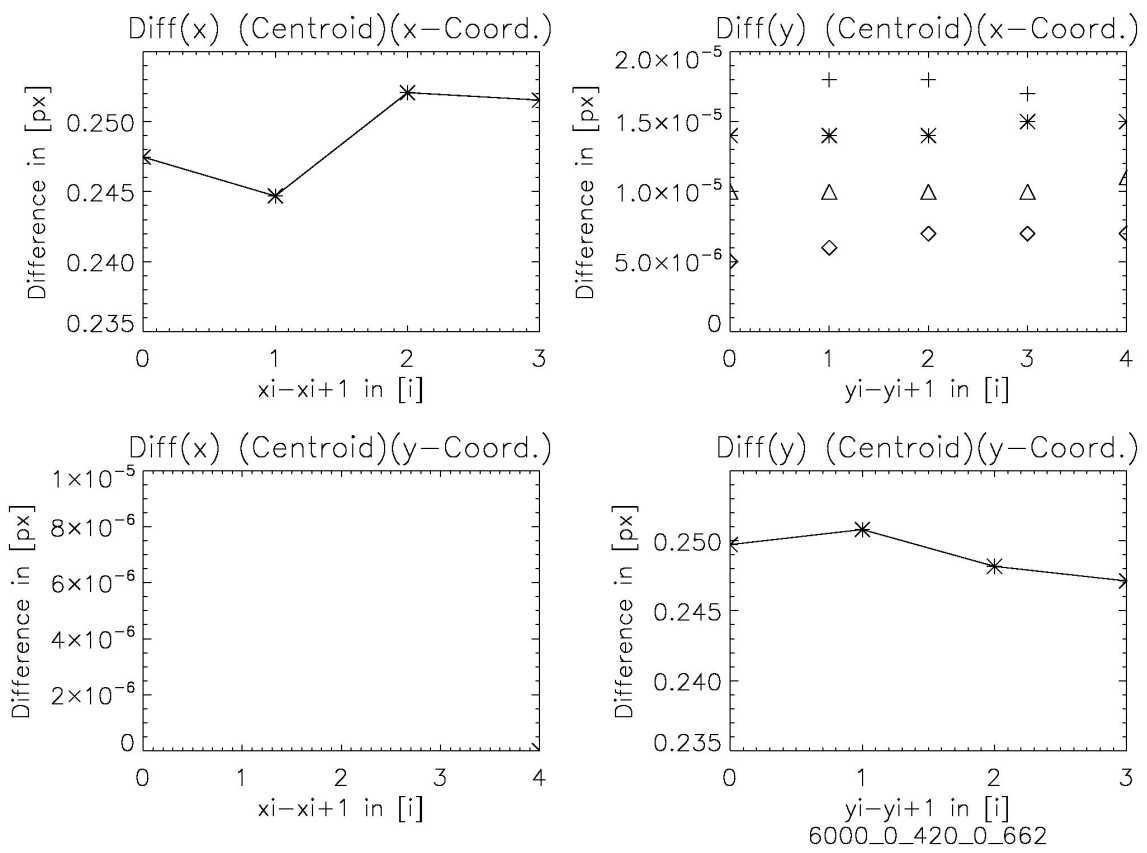 Diff(x) (Centroid)(x-Coord.)
Difference in [px]
0.250
0.245
0.240
0.235
0 1 2 3
xi-xi+1 in [i]
Diff(y) (Centroid)(x-Coord.)
Difference in [px]
2.0×10⁻⁵
1.5×10⁻⁵
1.0×10⁻⁵
5.0×10⁻⁶
0
0 1 2 3 4
yi-yi+1 in [i]
Diff(x) (Centroid)(y-Coord.)
Difference in [px]
1×10⁻⁵
8×10⁻⁶
6×10⁻⁶
4×10⁻⁶
2×10⁻⁶
0
0 1 2 3 4
xi-xi+1 in [i]
Diff(y) (Centroid)(y-Coord.)
Difference in [px]
0.250
0.245
0.240
0.235
0 1 2 3
yi-yi+1 in [i]
6000_0_420_0_662